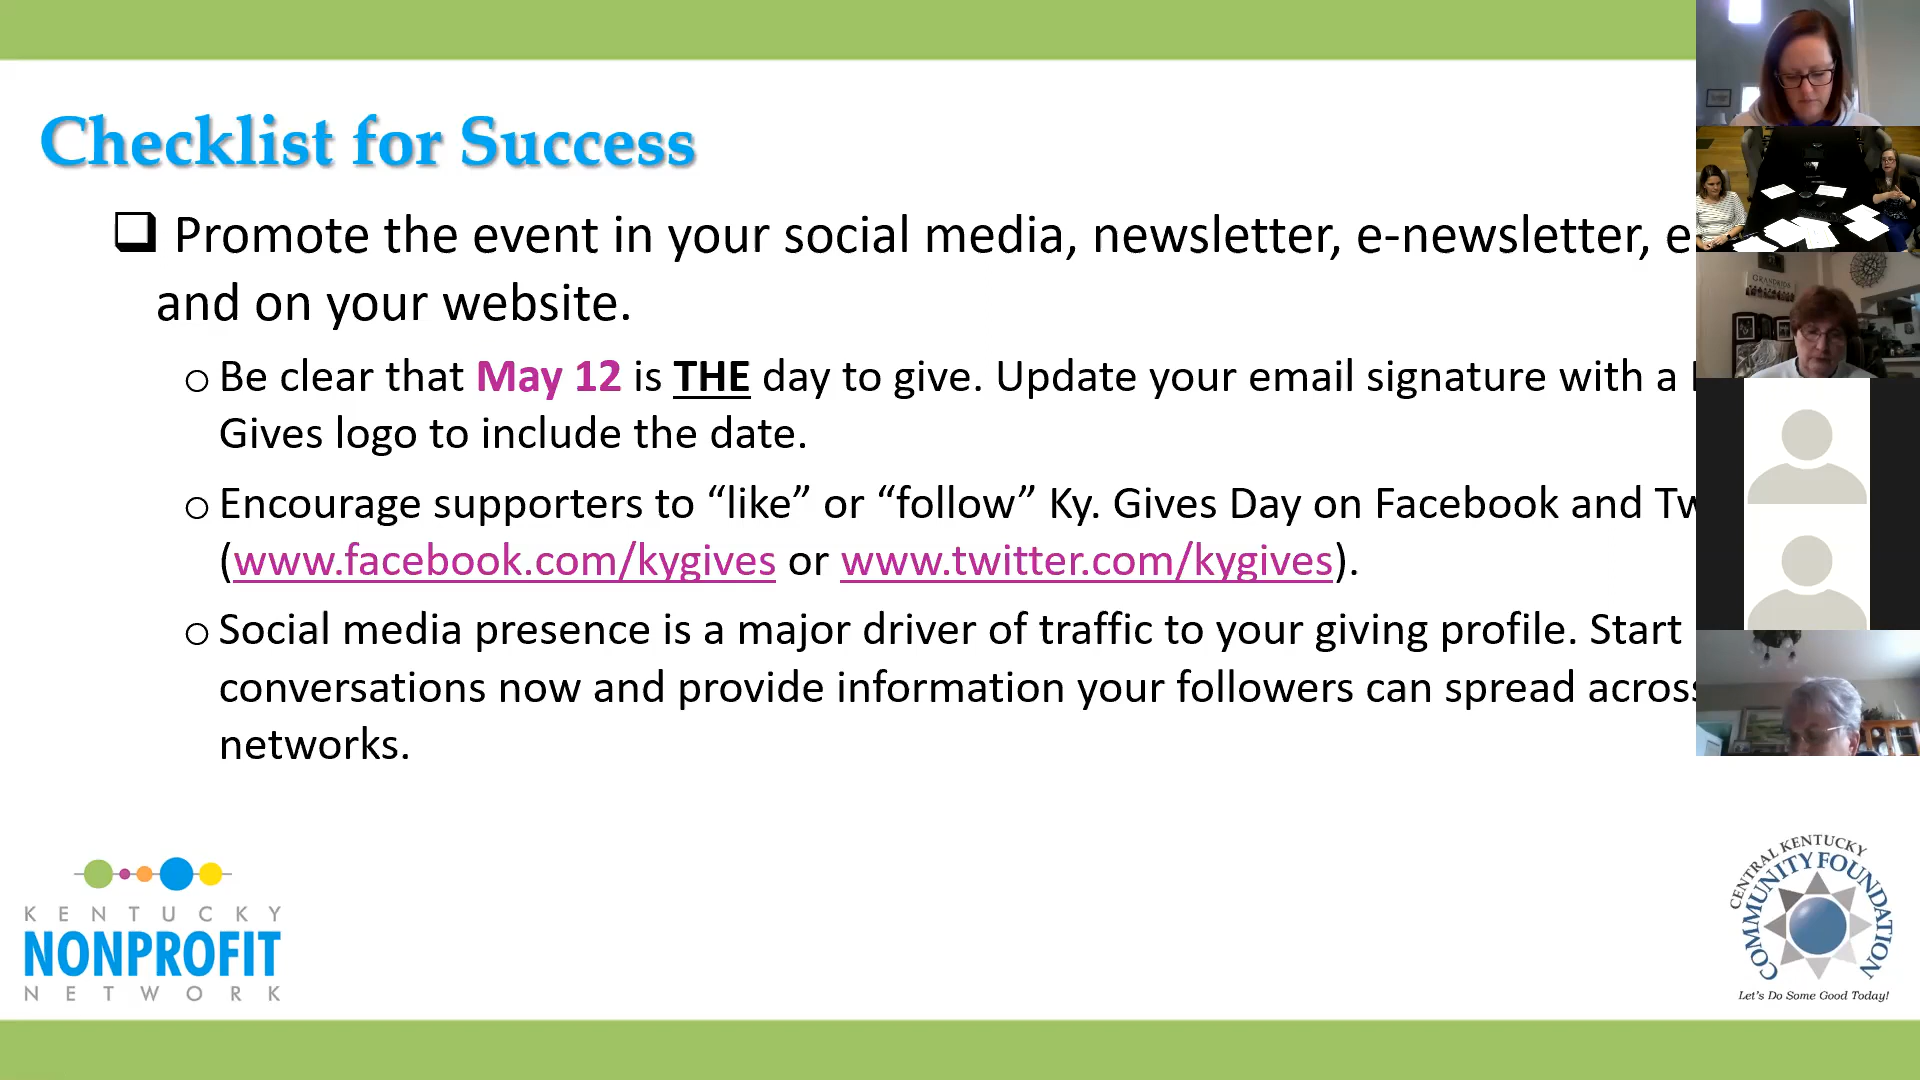 Checklist for Success
❑ Promote the event in your social media, newsletter, e-newsletter, e
and on your website.
o Be clear that May 12 is THE day to give. Update your email signature with a
Gives logo to include the date.
o Encourage supporters to “like” or “follow” Ky. Gives Day on Facebook and Tw
(www.facebook.com/kygives or www.twitter.com/kygives).
o Social media presence is a major driver of traffic to your giving profile. Start
conversations now and provide information your followers can spread across
networks.
GRANDKIDS
KENTUCKY
NONPROFIT
NETWORK
CENTRAL KENTUCKY
COMMUNITY FOUNDATION
Let's Do Some Good Today!